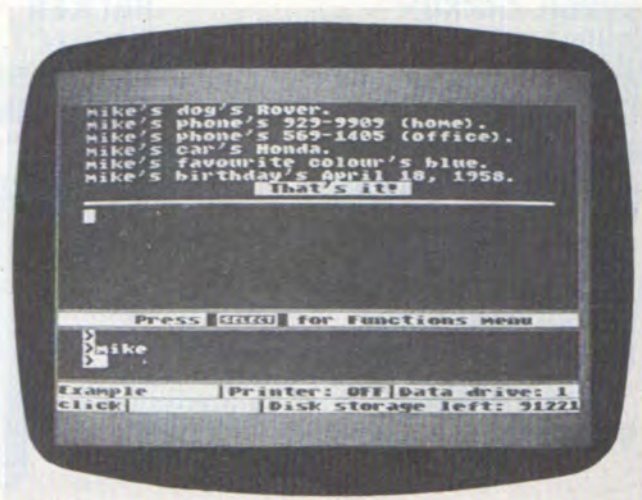 Mike's dog's Rover.
Mike's phone's 929-9909 (home).
Mike's phone's 569-1405 (office).
Mike's car's Honda.
Mike's favourite colour's blue.
Mike's birthday's April 18, 1958.
That's it!
Press SELECT for Functions menu
>
>mike
>
Example |Printer: OFF|Data drive: 1
click| |Disk storage left: 91221